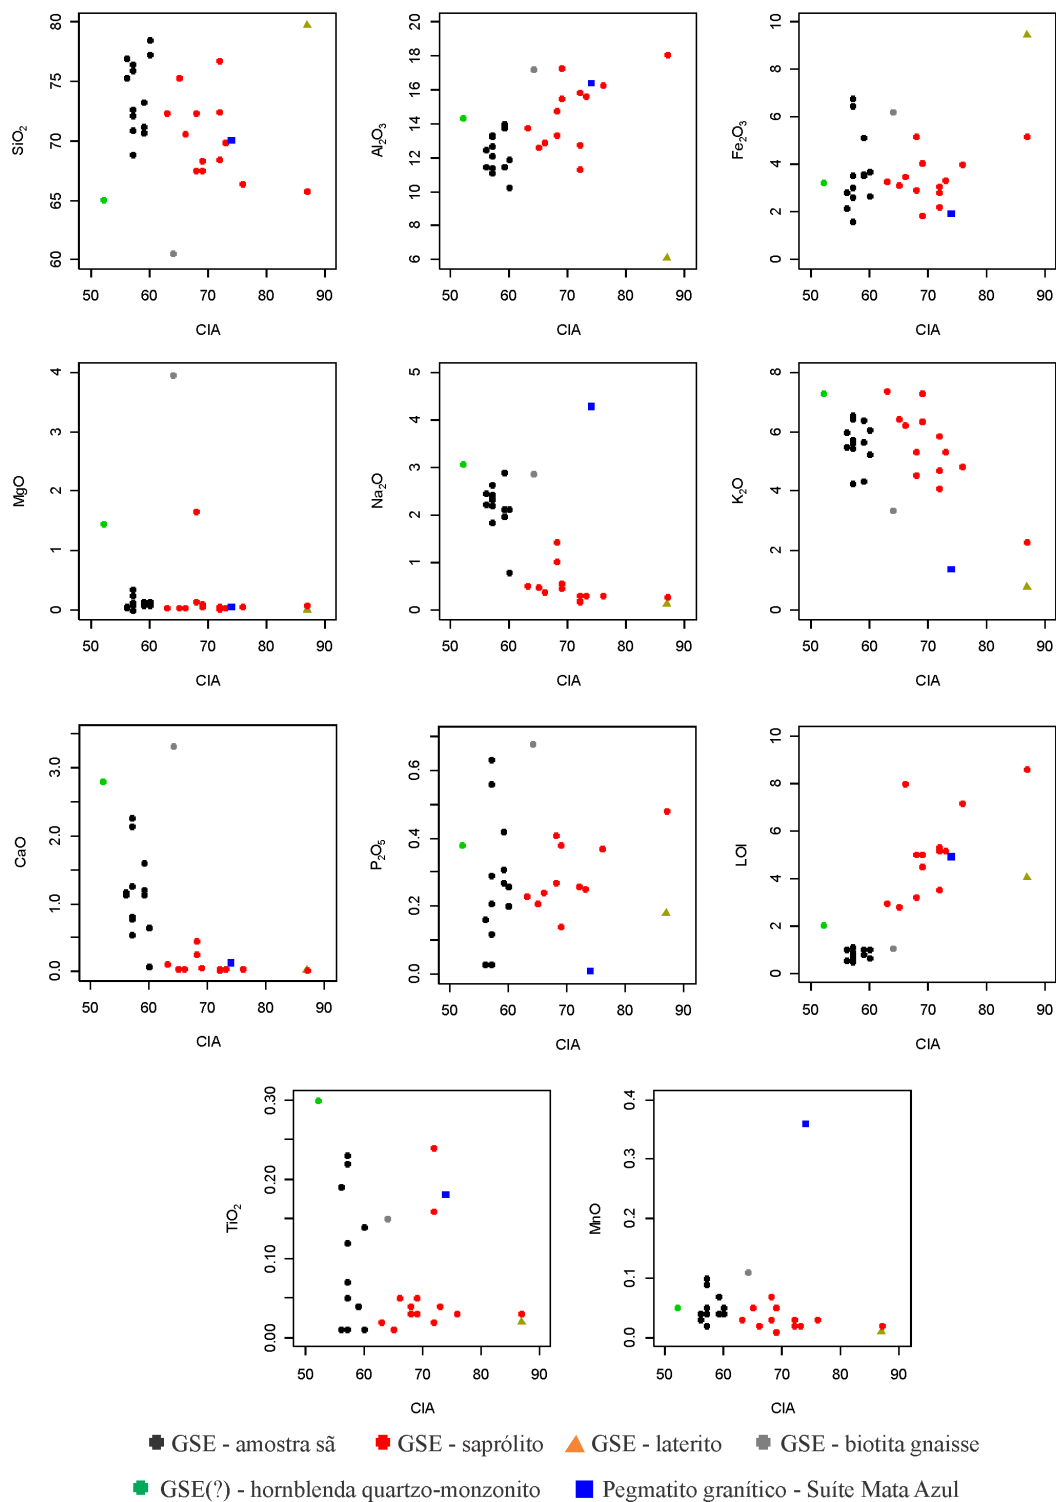 80
75
70
65
60
SiO2
50 60 70 80 90
CIA
20
18
16
14
12
10
8
6
Al2O3
50 60 70 80 90
CIA
10
8
6
4
2
0
Fe2O3
50 60 70 80 90
CIA
4
3
2
1
0
MgO
50 60 70 80 90
CIA
5
4
3
2
1
0
Na2O
50 60 70 80 90
CIA
8
6
4
2
0
K2O
50 60 70 80 90
CIA
3.0
2.0
1.0
0.0
CaO
50 60 70 80 90
CIA
0.6
0.4
0.2
0.0
P2O5
50 60 70 80 90
CIA
10
8
6
4
2
0
LOI
50 60 70 80 90
CIA
0.30
0.20
0.10
0.00
TiO2
50 60 70 80 90
CIA
0.4
0.3
0.2
0.1
0.0
MnO
50 60 70 80 90
CIA
GSE - amostra sã GSE - saprólito GSE - laterito GSE - biotita gnaisse
GSE(?) - hornblenda quartzo-monzonito Pegmatito granítico - Suíte Mata Azul